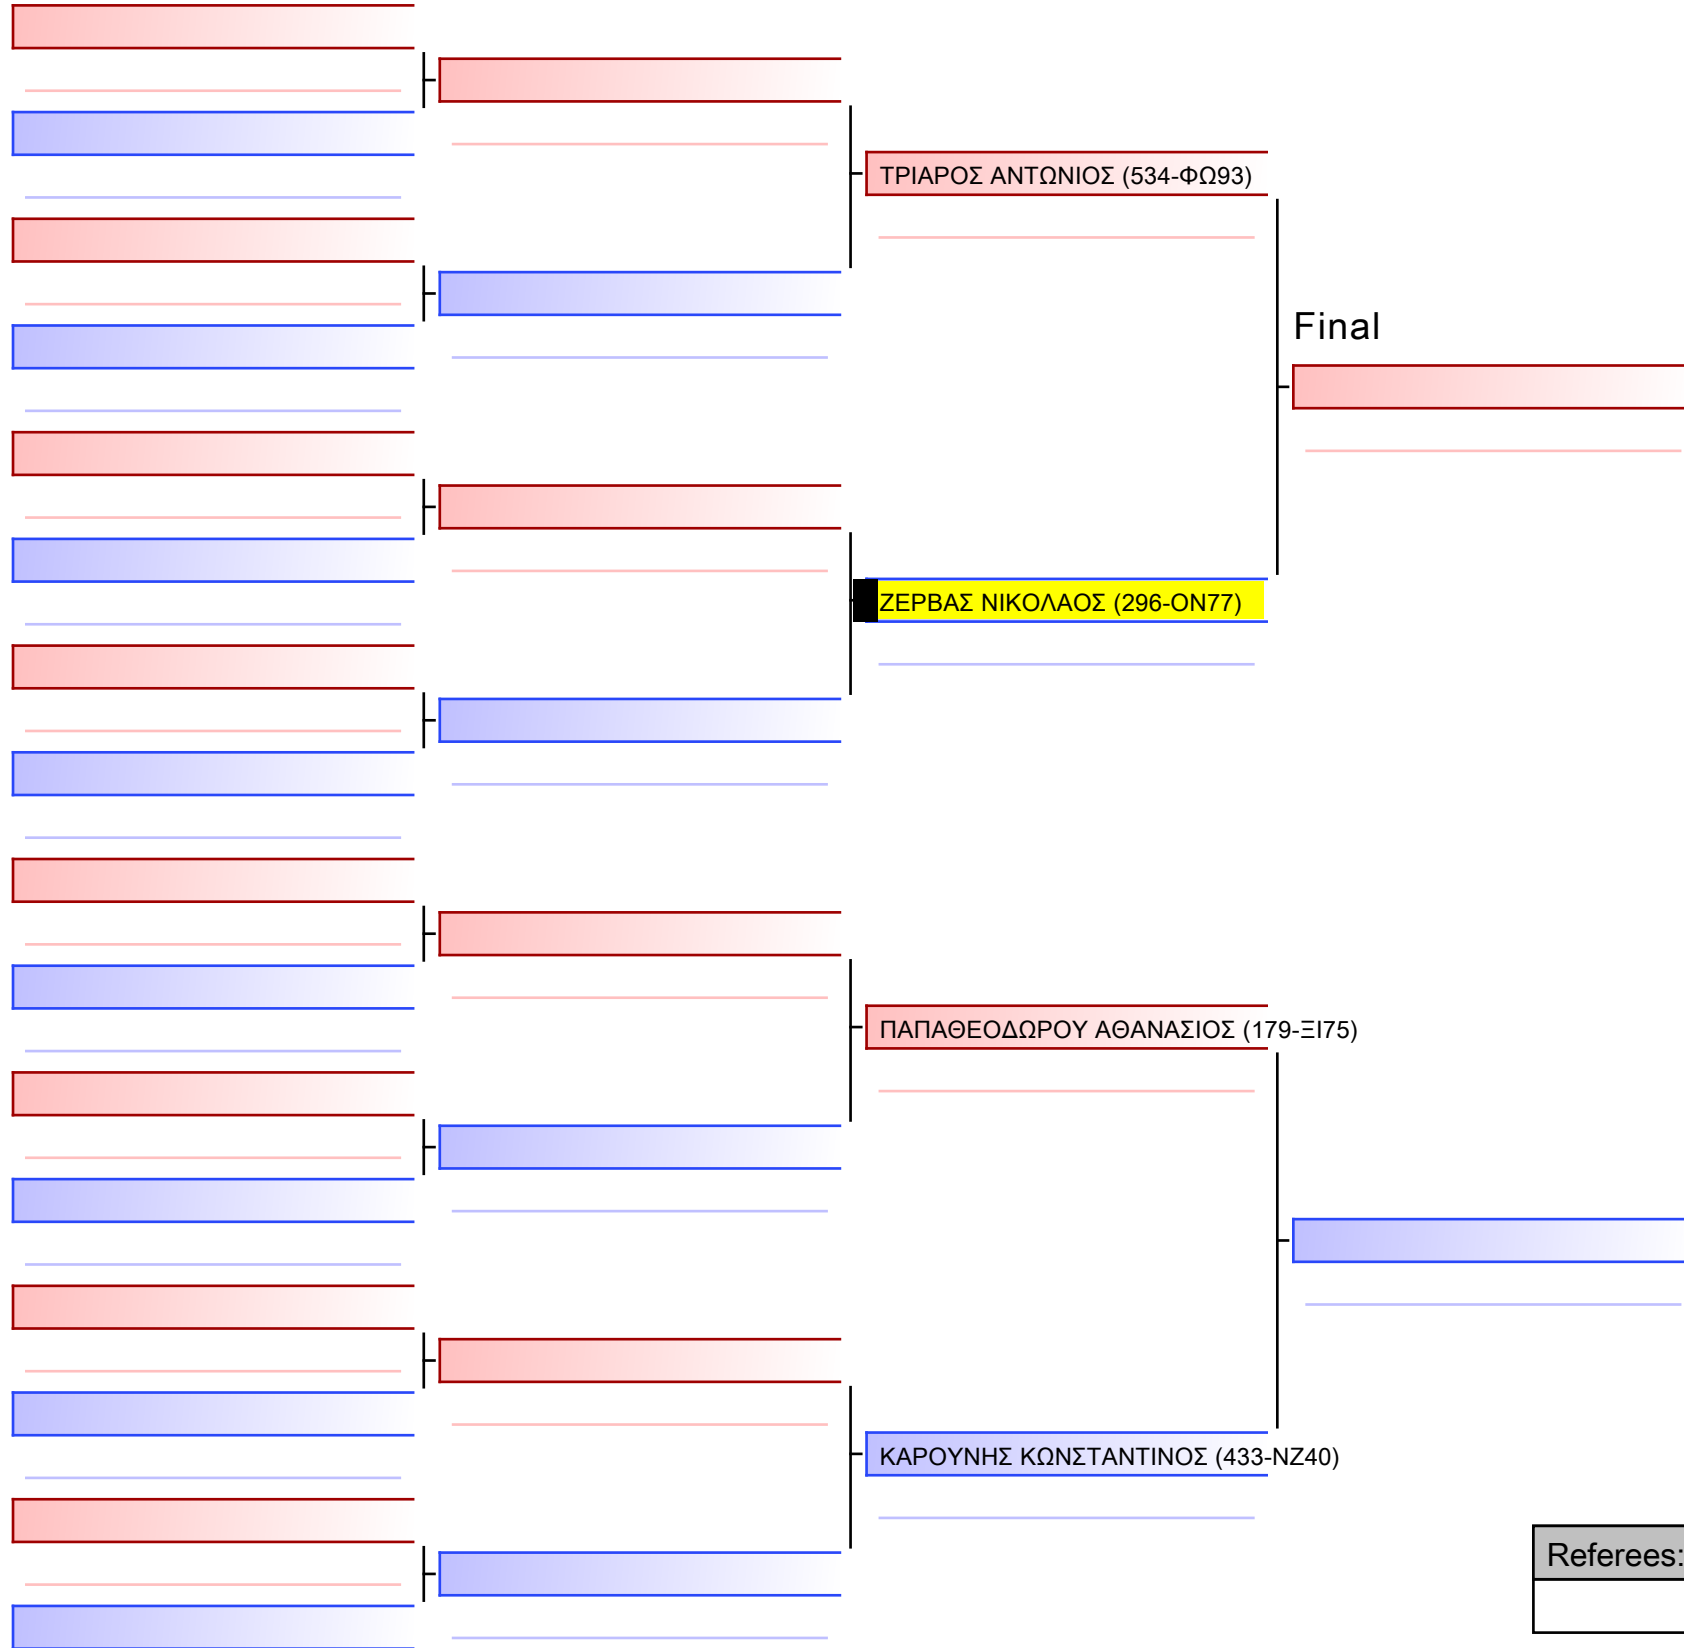 ΤΡΙΑΡΟΣ ΑΝΤΩΝΙΟΣ (534-ΦΩ93)
Final
ΖΕΡΒΑΣ ΝΙΚΟΛΑΟΣ (296-ΟΝ77)
ΠΑΠΑΘΕΟΔΩΡΟΥ ΑΘΑΝΑΣΙΟΣ (179-ΞΙ75)
ΚΑΡΟΥΝΗΣ ΚΩΝΣΤΑΝΤΙΝΟΣ (433-ΝΖ40)
Referees: